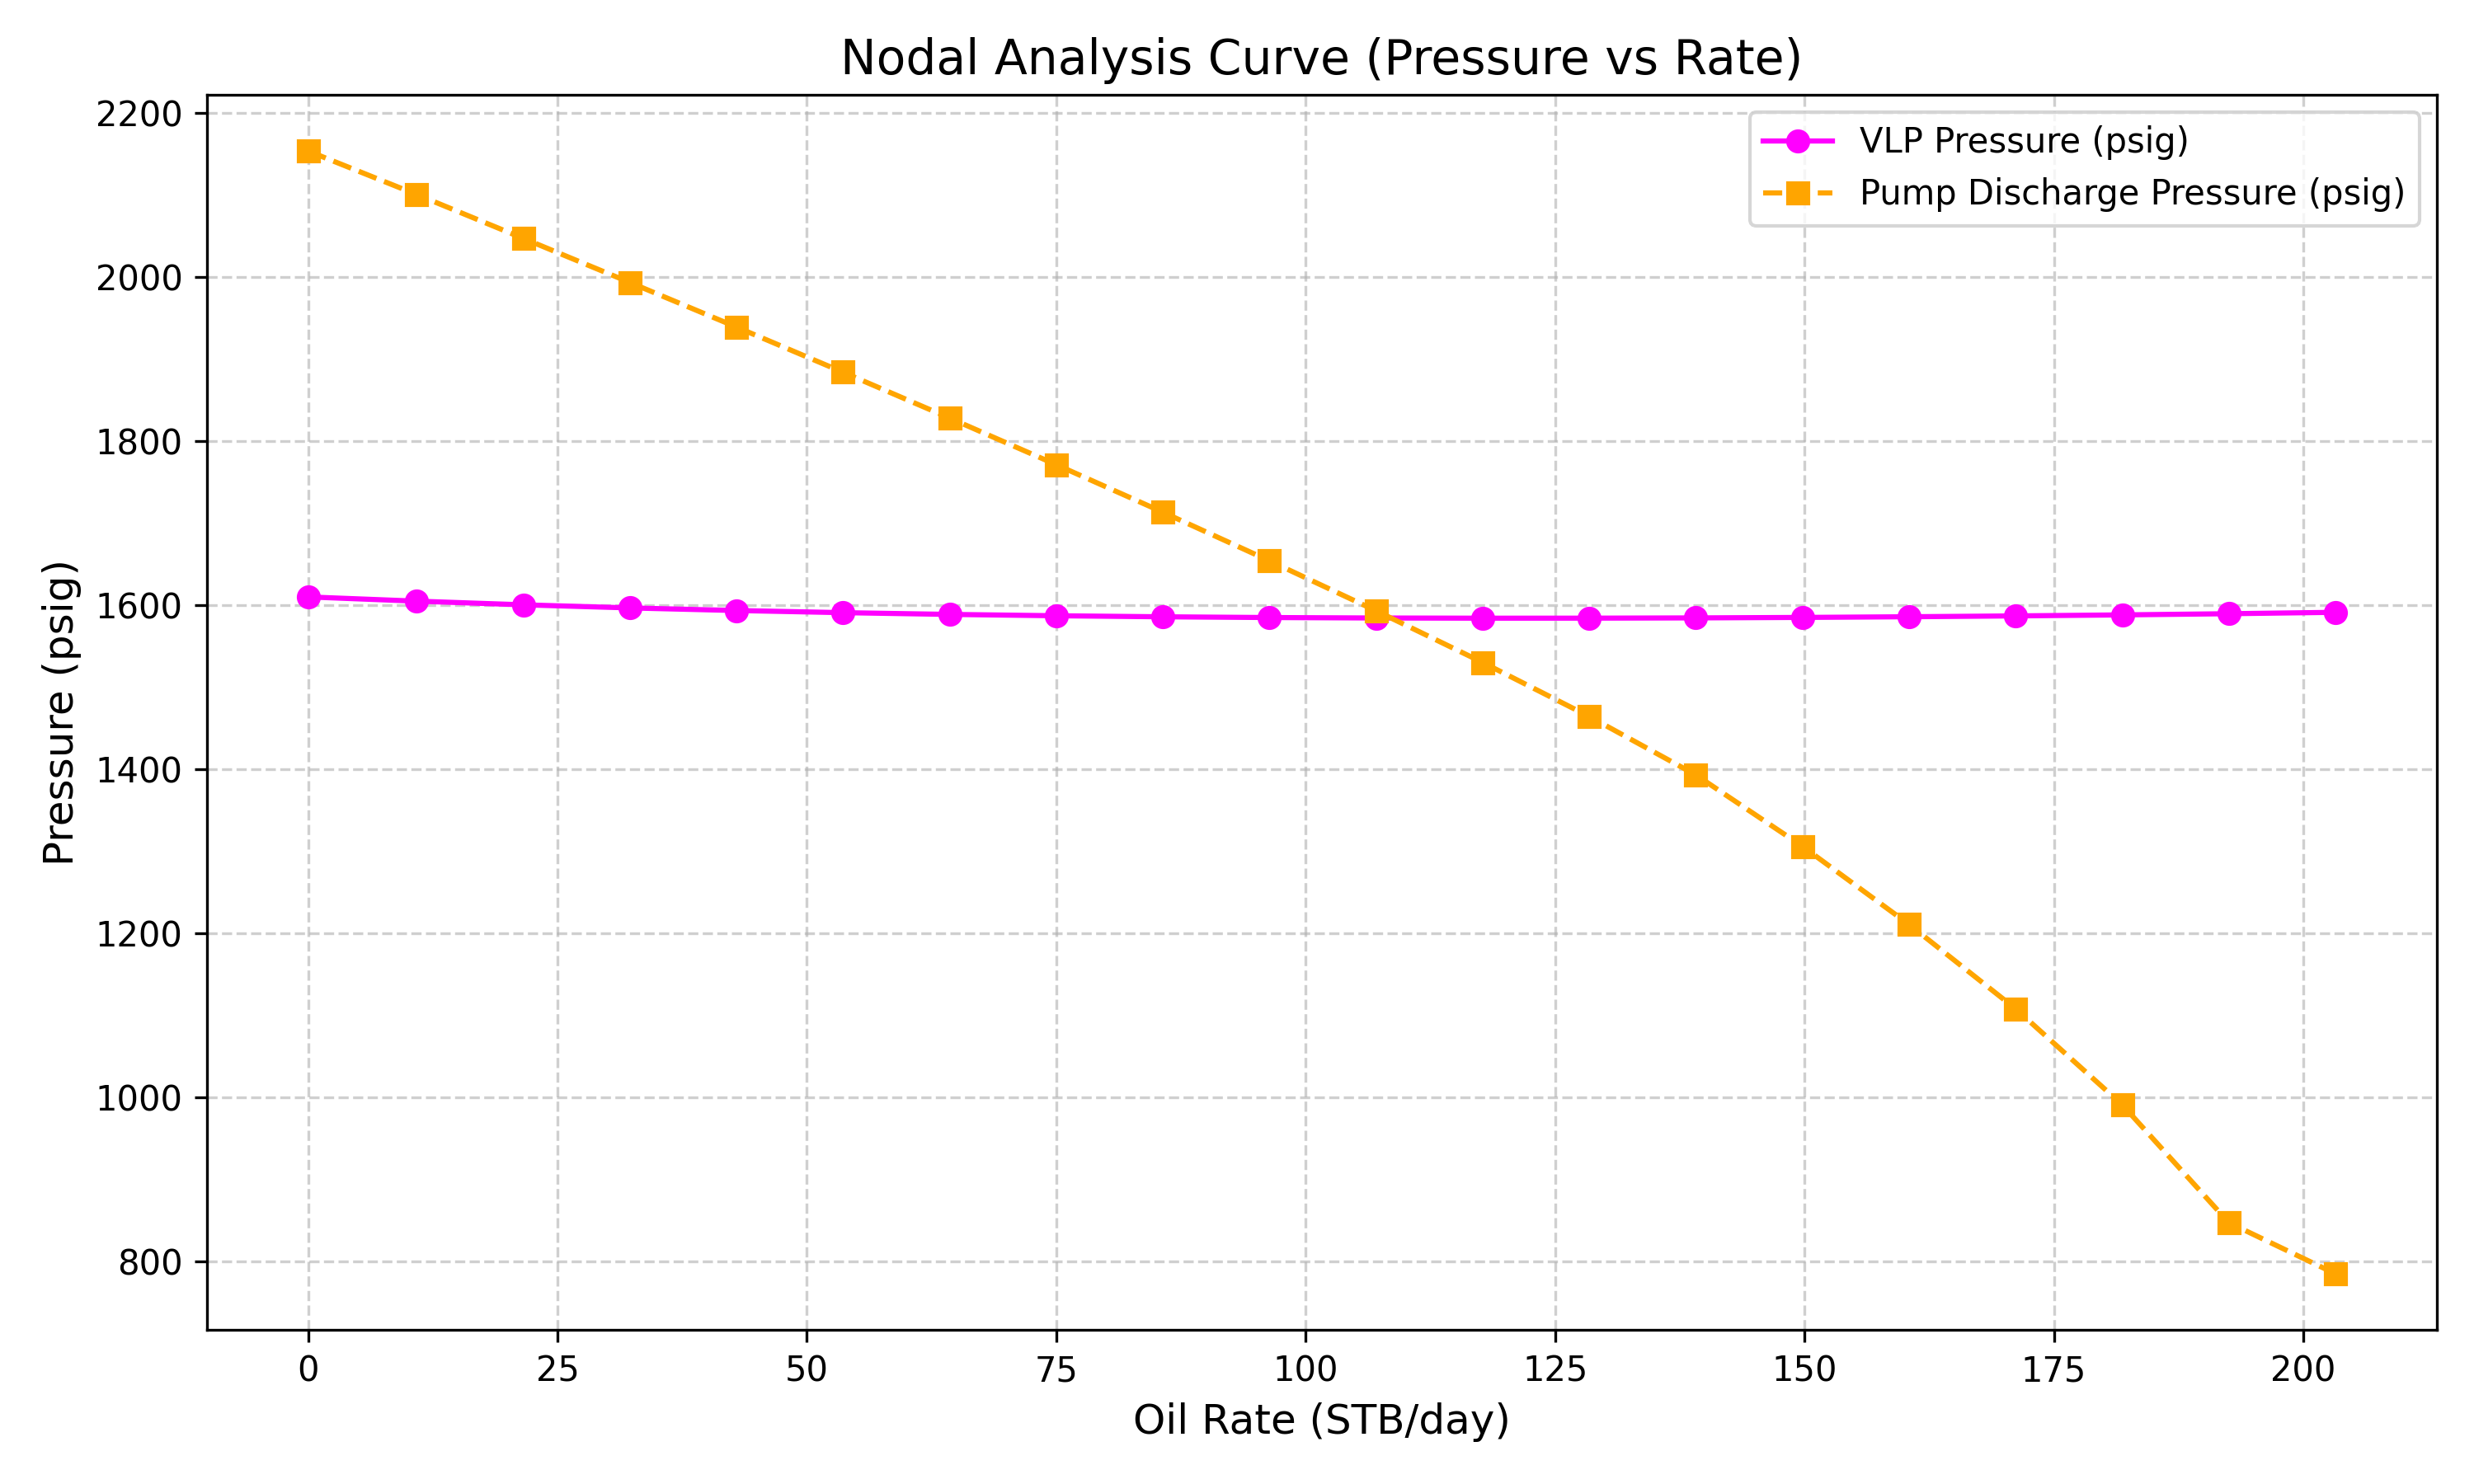 Nodal Analysis Curve (Pressure vs Rate)
VLP Pressure (psig)
Pump Discharge Pressure (psig)
Pressure (psig)
2200
2000
1800
1600
1400
1200
1000
800
0 25 50 75 100 125 150 175 200
Oil Rate (STB/day)